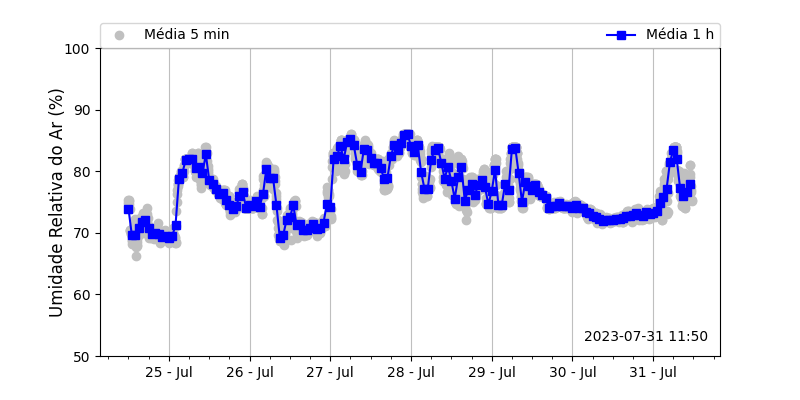 Média 5 min
Média 1 h
Umidade Relativa do Ar (%)
100
90
80
70
60
50
2023-07-31 11:50
25 - Jul
26 - Jul
27 - Jul
28 - Jul
29 - Jul
30 - Jul
31 - Jul